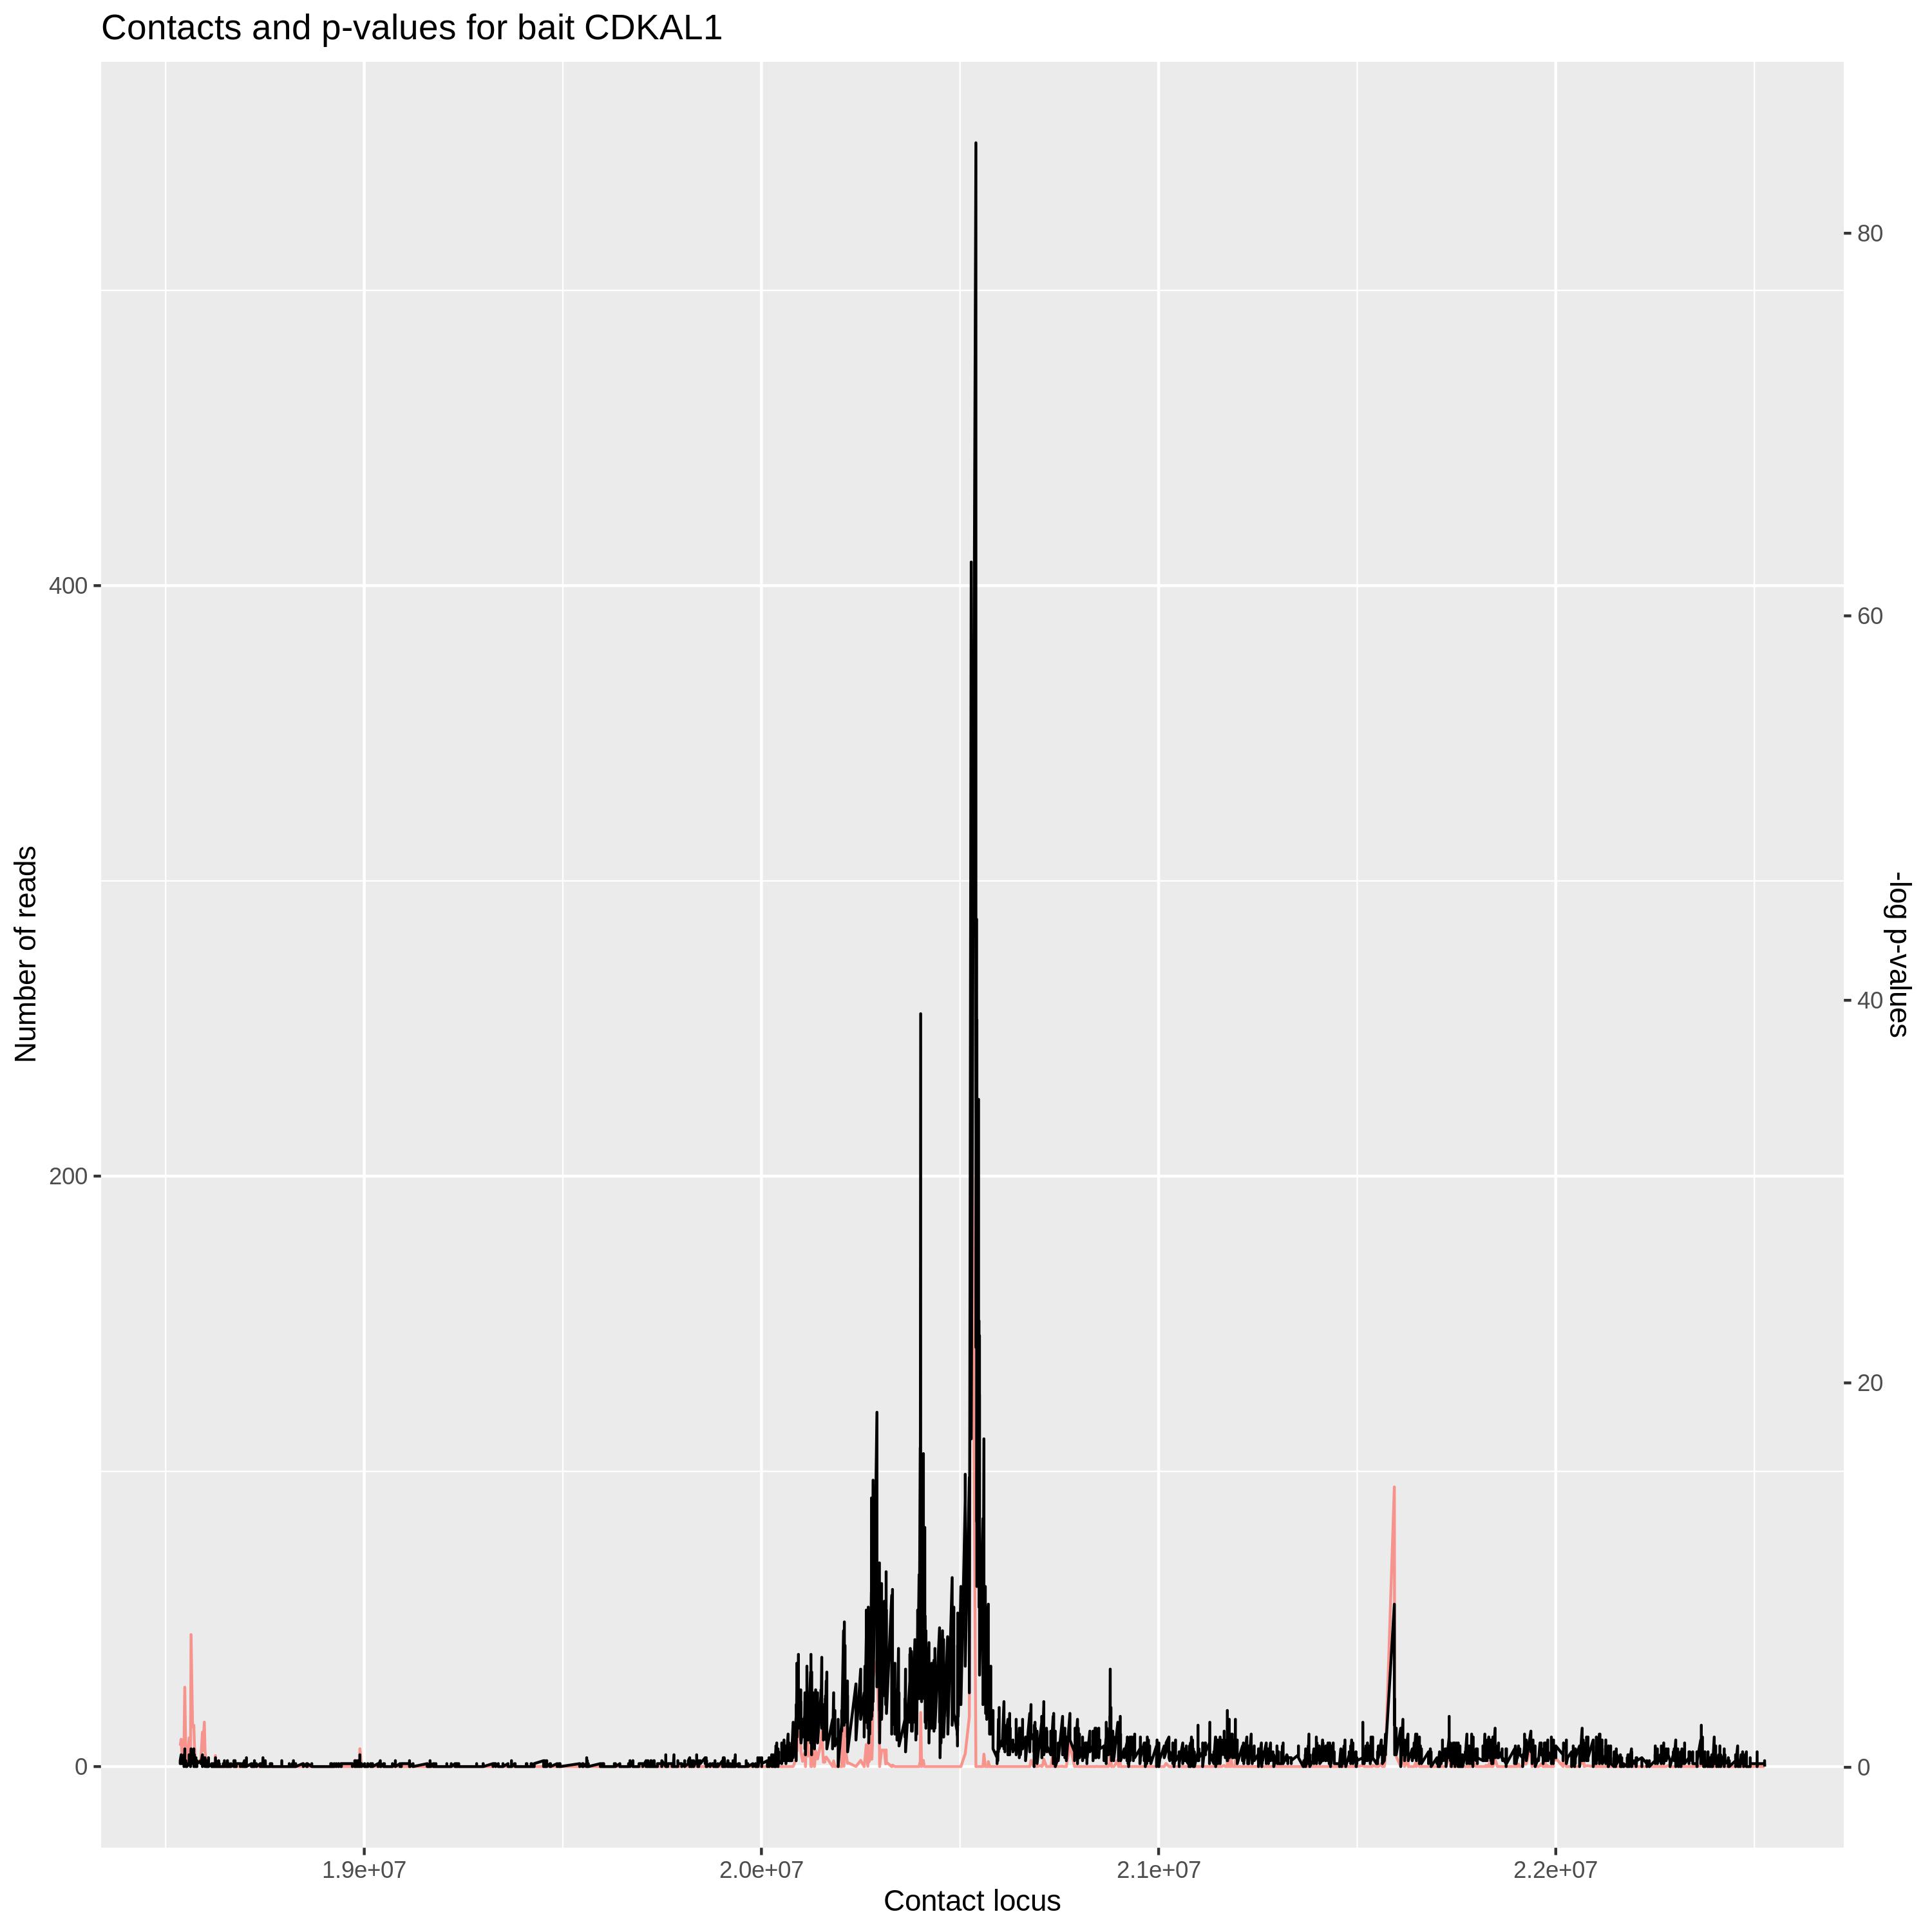 Contacts and p-values for bait CDKAL1
Number of reads
400
200
0
80
60
40
20
0
-log p-values
1.9e+07
2.0e+07
2.1e+07
2.2e+07
Contact locus